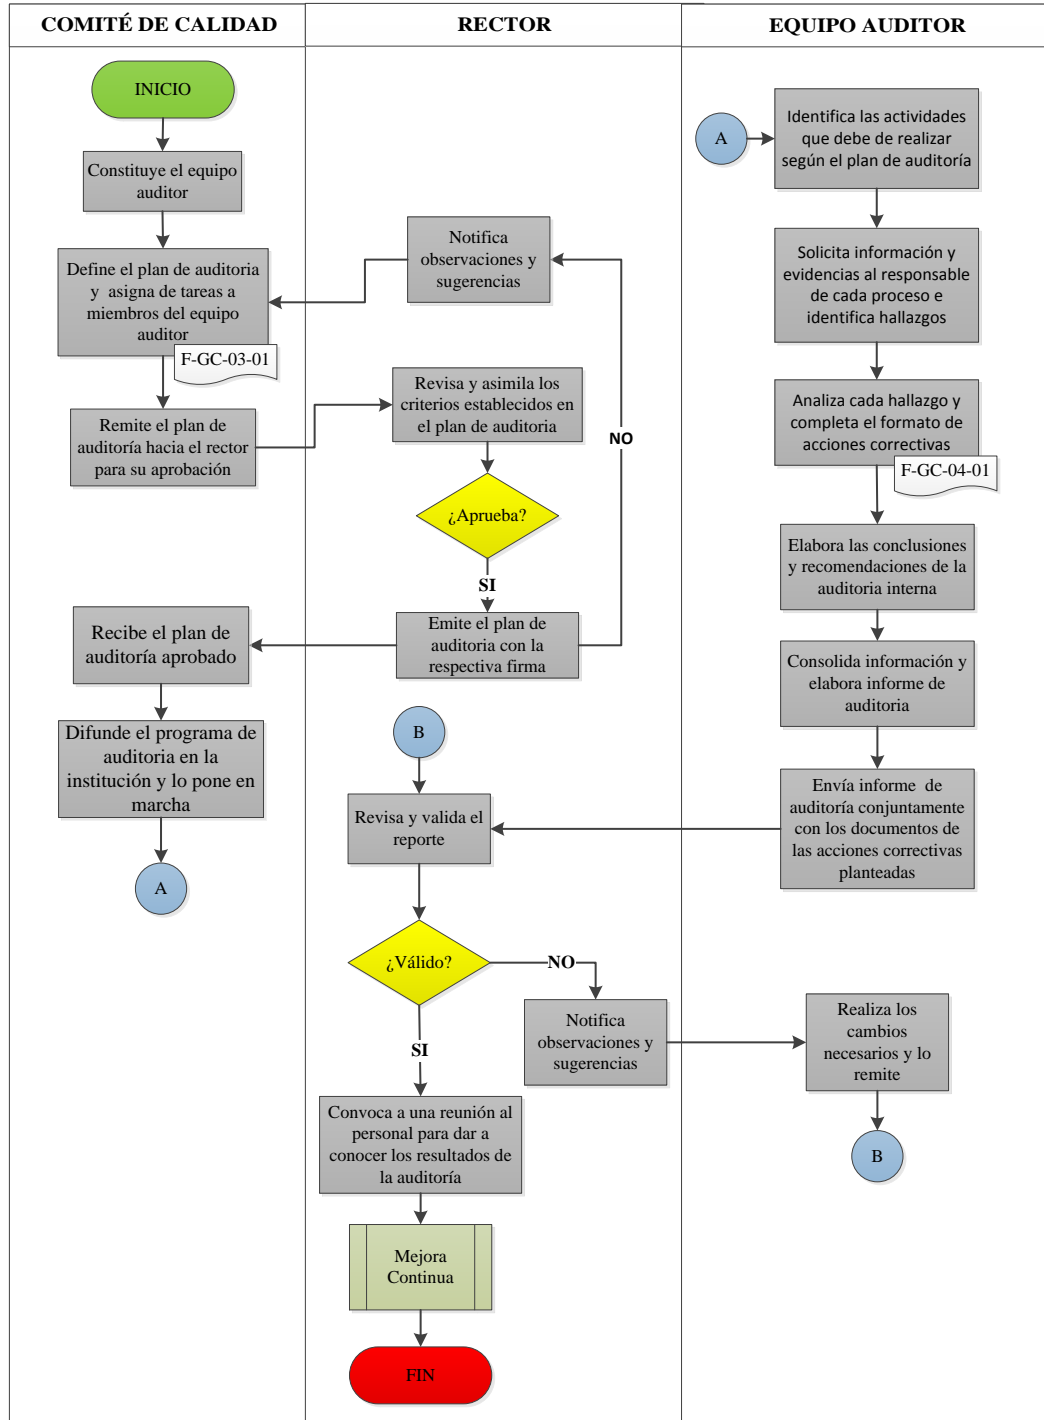 COMITÉ DE CALIDAD
RECTOR
EQUIPO AUDITOR
INICIO
Constituye el equipo
auditor
Define el plan de auditoria
y asigna de tareas a
miembros del equipo
auditor
F-GC-03-01
Remite el plan de
auditoría hacia el rector
para su aprobación
Notifica
observaciones y
sugerencias
Revisa y asimila los
criterios establecidos en
el plan de auditoria
NO
¿Aprueba?
SI
Emite el plan de
auditoria con la
respectiva firma
Recibe el plan de
auditoría aprobado
Difunde el programa de
auditoria en la
institución y lo pone en
marcha
A
A
Identifica las actividades
que debe de realizar
según el plan de auditoría
Solicita información y
evidencias al responsable
de cada proceso e
identifica hallazgos
Analiza cada hallazgo y
completa el formato de
acciones correctivas
F-GC-04-01
Elabora las conclusiones
y recomendaciones de la
auditoria interna
Consolida información y
elabora informe de
auditoria
Envía informe de
auditoría conjuntamente
con los documentos de
las acciones correctivas
planteadas
B
Revisa y valida el
reporte
¿Válido?
NO
SI
Notifica
observaciones y
sugerencias
Realiza los
cambios
necesarios y lo
remite
B
Convoca a una reunión al
personal para dar a
conocer los resultados de
la auditoría
Mejora
Continua
FIN